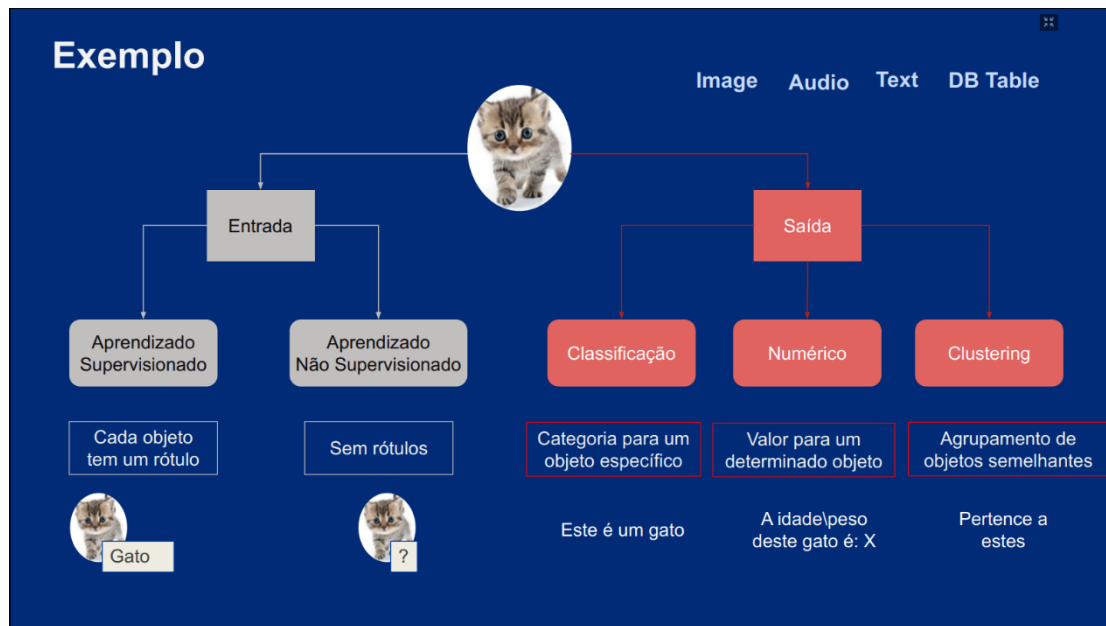 Exemplo
Image Audio Text DB Table
Entrada
Saída
Aprendizado
Supervisionado
Aprendizado
Não Supervisionado
Classificação
Numérico
Clustering
Cada objeto
tem um rótulo
Sem rótulos
Categoria para um
objeto específico
Valor para um
determinado objeto
Agrupamento de
objetos semelhantes
Gato
?
Este é um gato
A idade\peso
deste gato é: X
Pertence a
estes